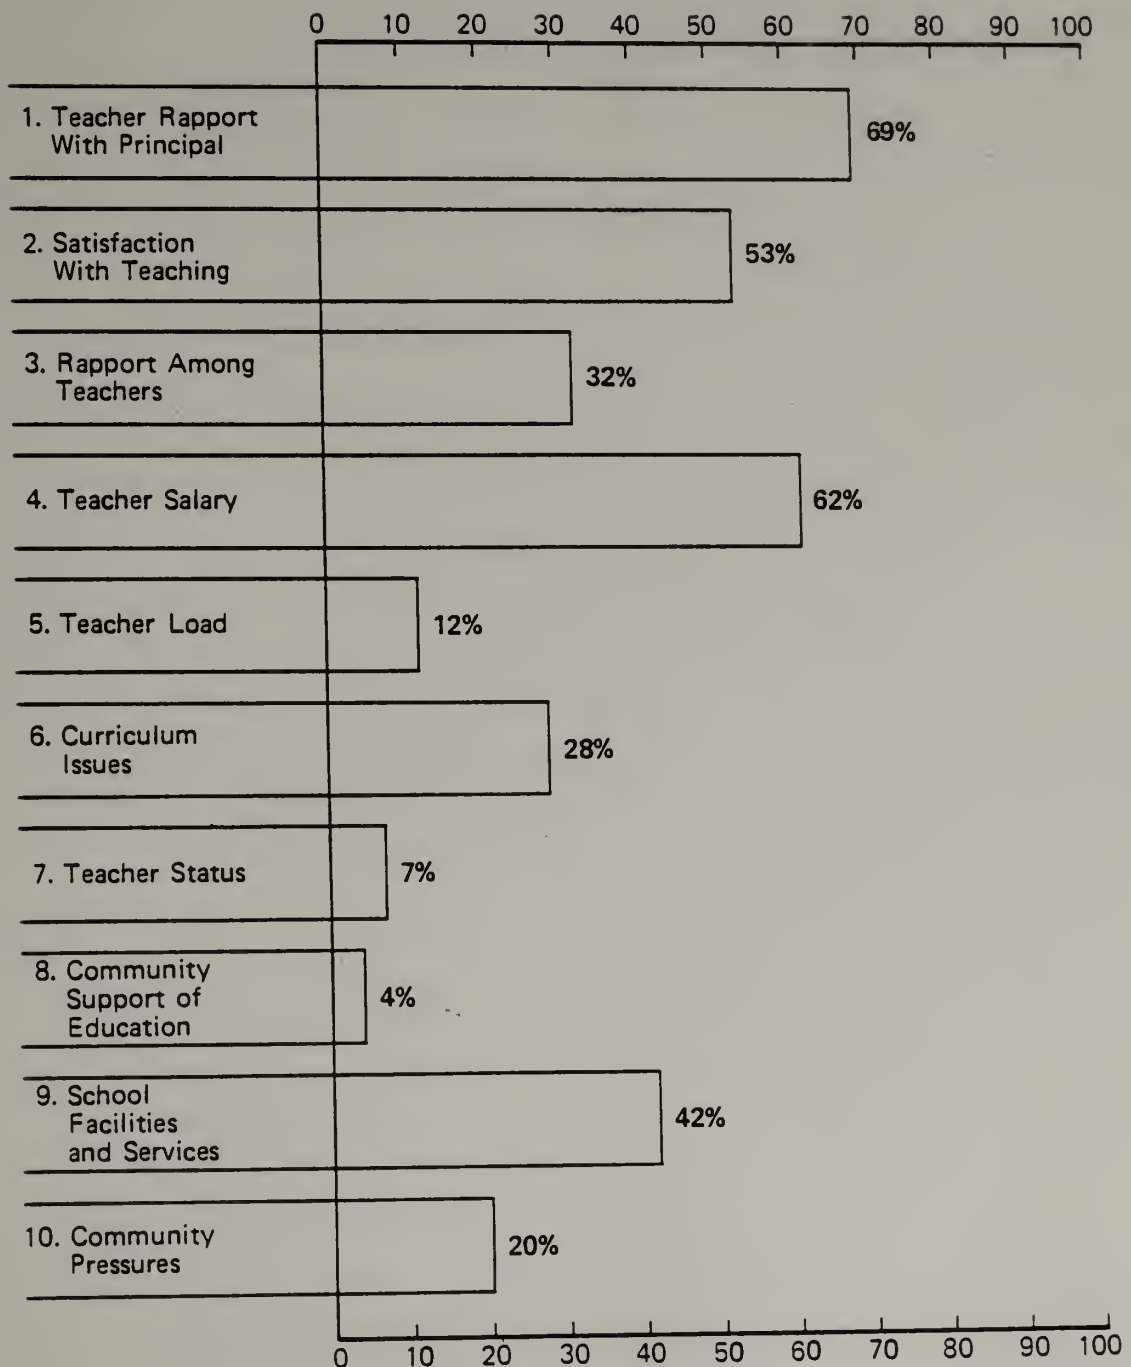 0 10 20 30 40 50 60 70 80 90 100
1. Teacher Rapport
With Principal
69%
2. Satisfaction
With Teaching
53%
3. Rapport Among
Teachers
32%
4. Teacher Salary
62%
5. Teacher Load
12%
6. Curriculum
Issues
28%
7. Teacher Status
7%
8. Community
Support of
Education
4%
9. School
Facilities
and Services
42%
10. Community
Pressures
20%
0 10 20 30 40 50 60 70 80 90 100